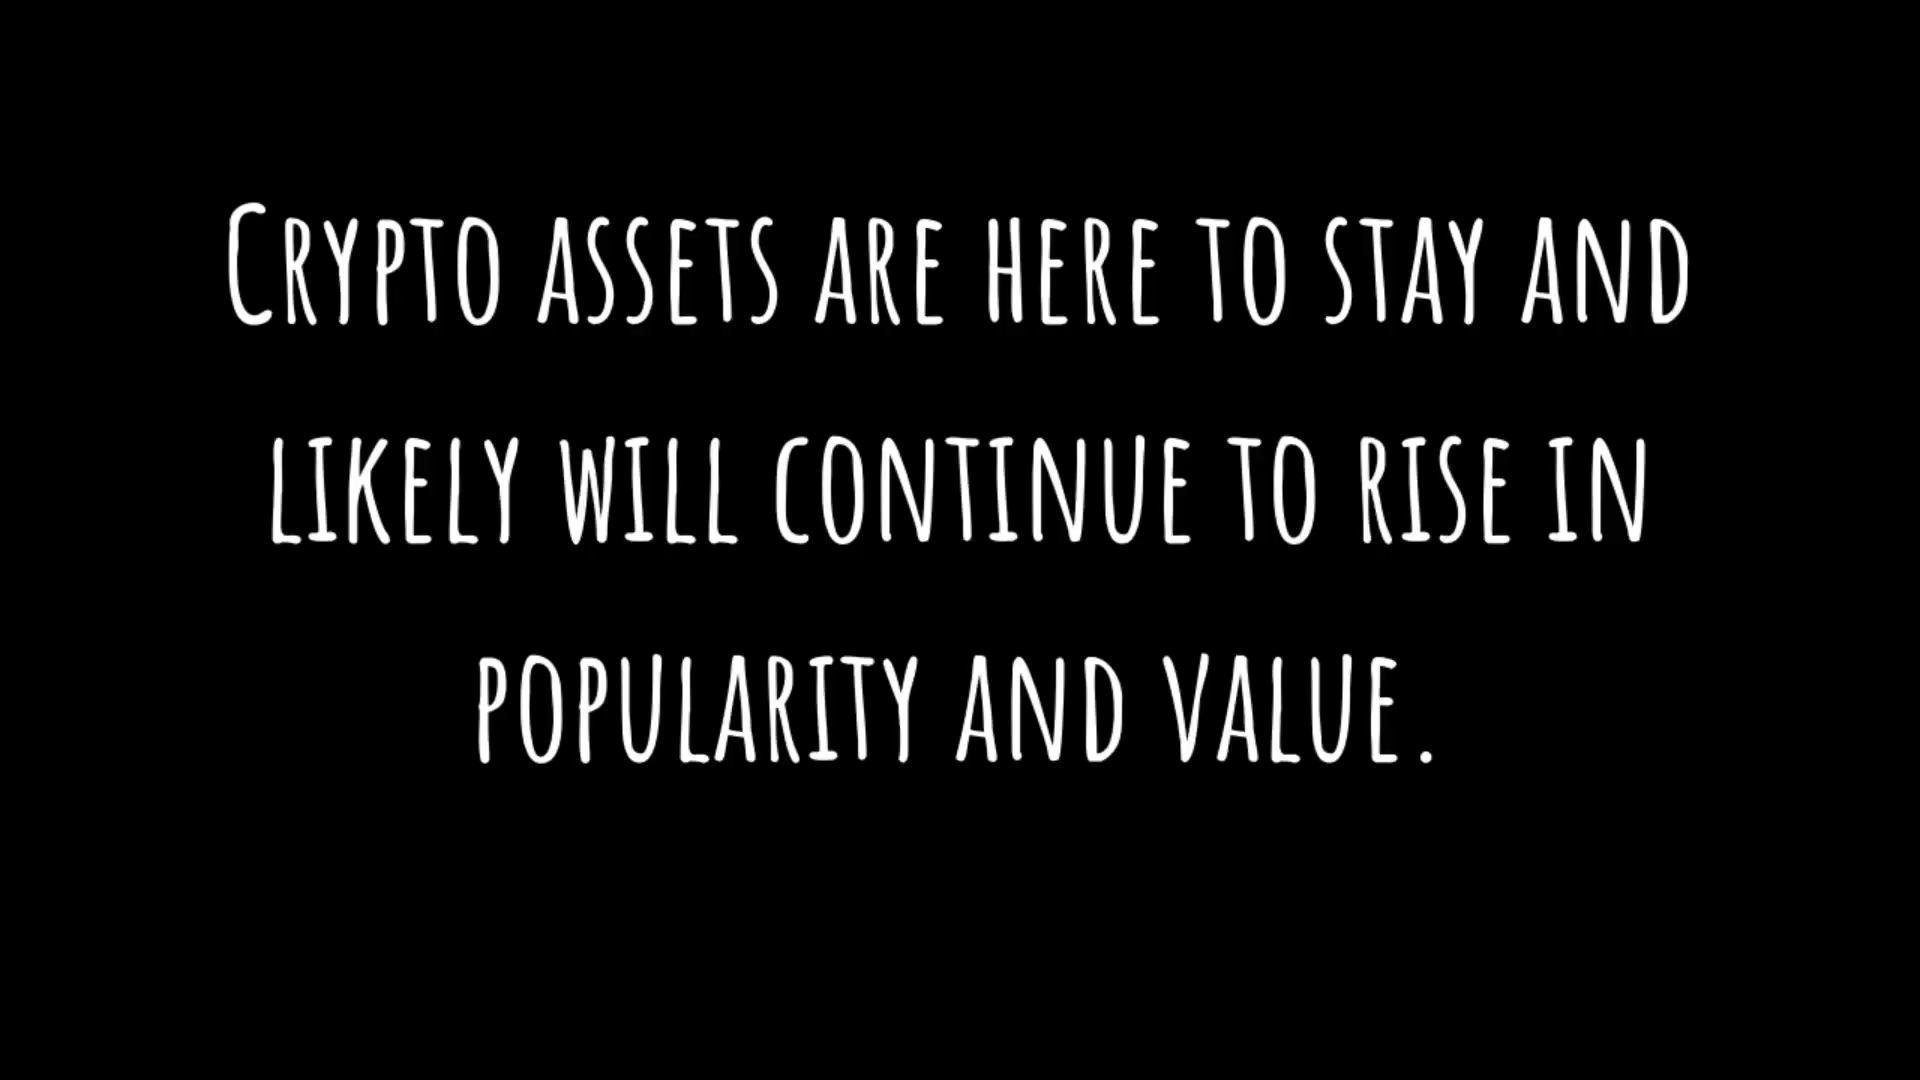 Crypto assets are here to stay and
likely will continue to rise in
popularity and value.